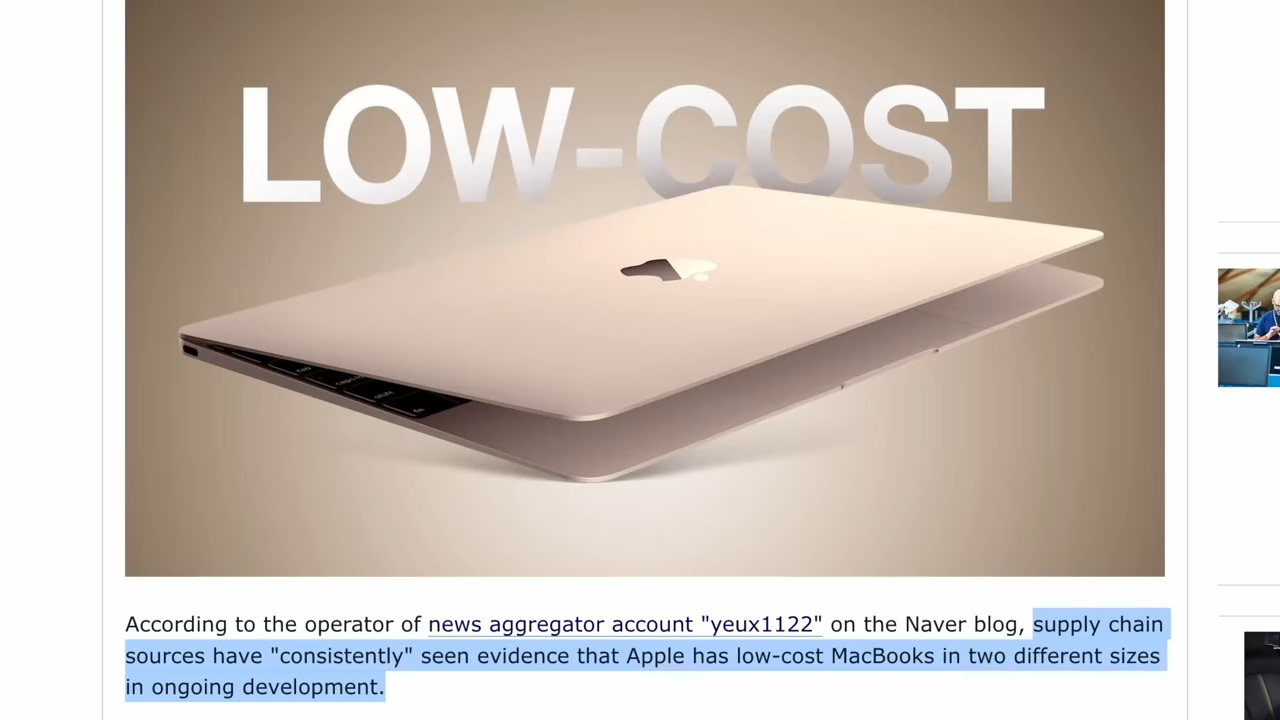 LOW-COST
According to the operator of news aggregator account "yeux1122" on the Naver blog, supply chain
sources have "consistently" seen evidence that Apple has low-cost MacBooks in two different sizes
in ongoing development.